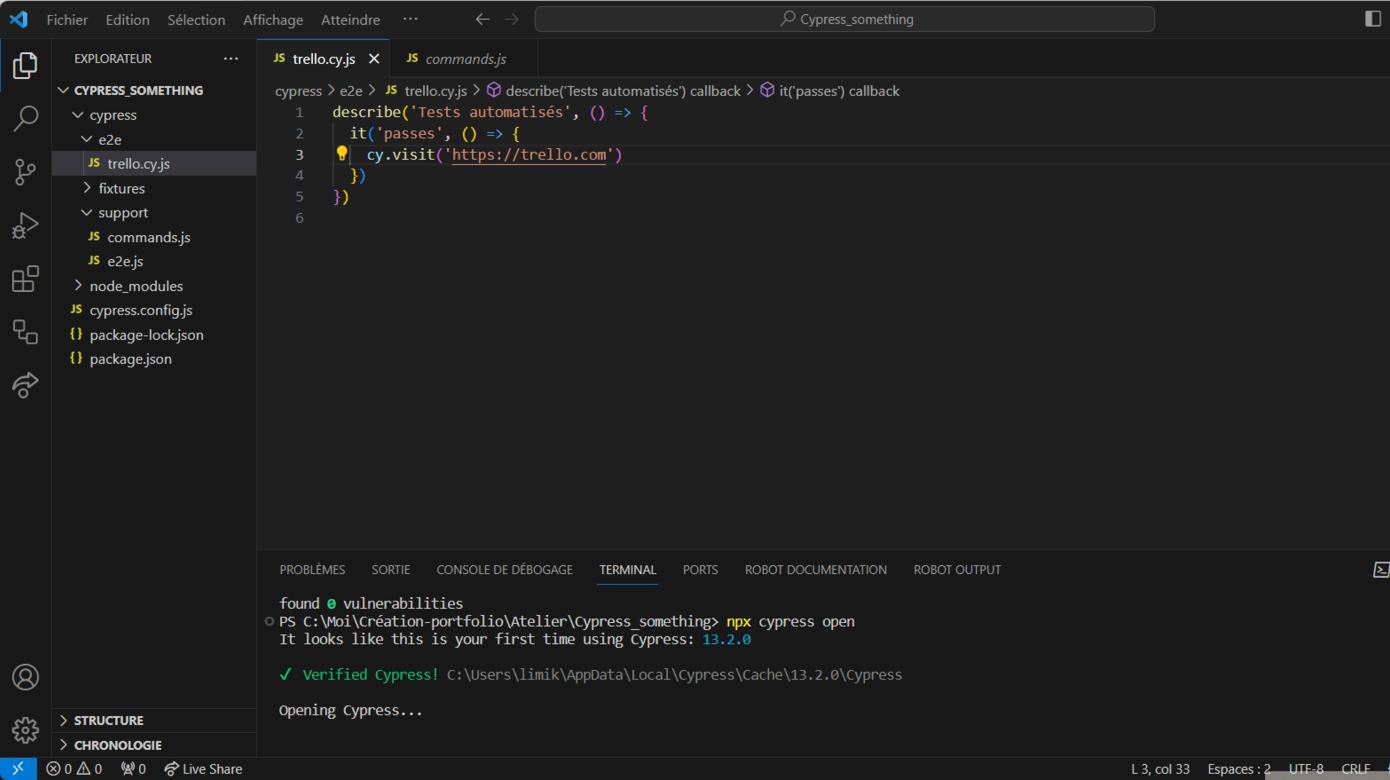 Fichier Edition Sélection Affichage Atteindre ··· Cypress_something
EXPLORATEUR ···
CYPRESS_SOMETHING
cypress
e2e
JS trello.cy.js
fixtures
support
JS commands.js
JS e2e.js
node_modules
JS cypress.config.js
{} package-lock.json
{} package.json
STRUCTURE
CHRONOLOGIE
JS trello.cy.js JS commands.js
cypress > e2e > JS trello.cy.js > describe('Tests automatisés') callback > it('passes') callback
1 describe('Tests automatisés', () => {
2 it('passes', () => {
3 cy.visit('https://trello.com')
4 })
5 })
6
PROBLÈMES SORTIE CONSOLE DE DÉBOGAGE TERMINAL PORTS ROBOT DOCUMENTATION ROBOT OUTPUT
found 0 vulnerabilities
PS C:\Moi\Création-portfolio\Atelier\Cypress_something> npx cypress open
It looks like this is your first time using Cypress: 13.2.0
✓ Verified Cypress! C:\Users\limik\AppData\Local\Cypress\Cache\13.2.0\Cypress
Opening Cypress...
0 0 0 Live Share L 3, col 33 Espaces : 2 UTF-8 CRLF